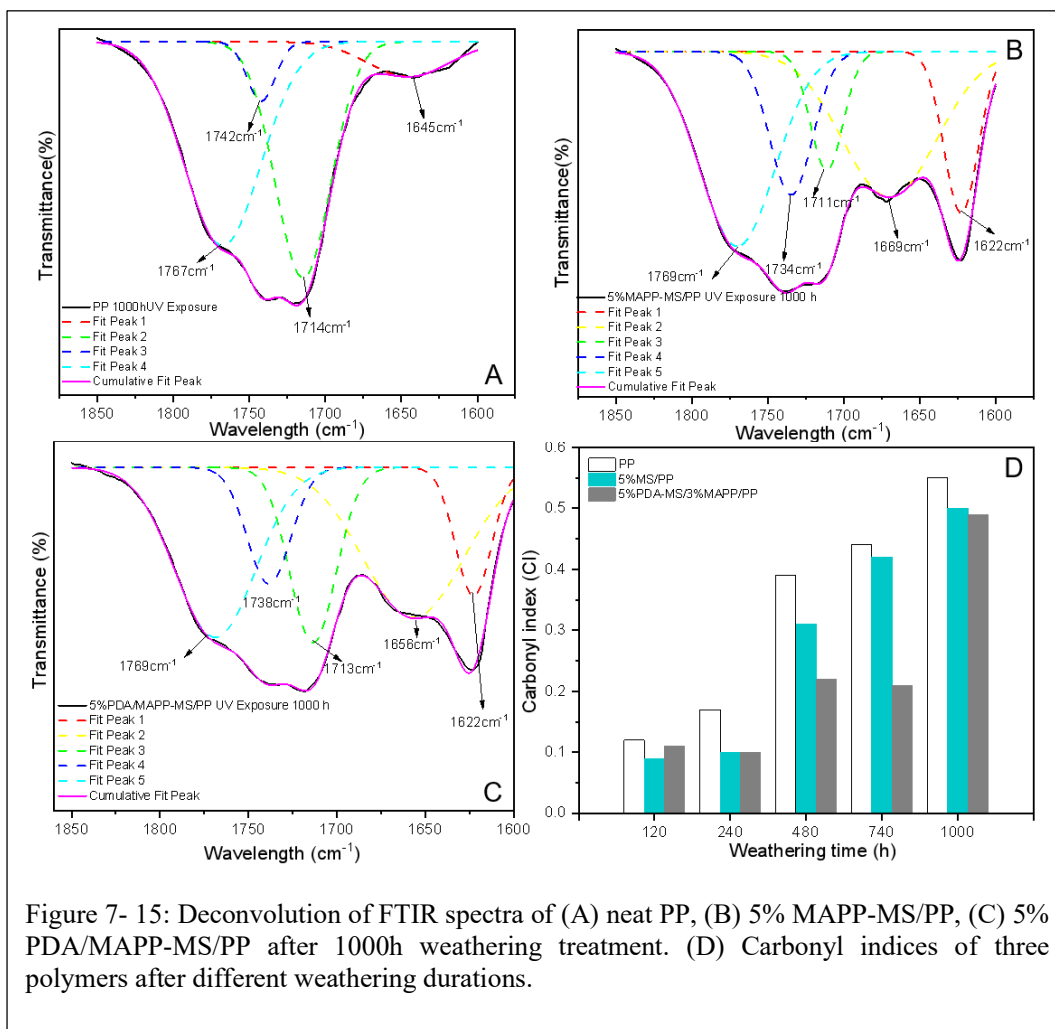 A
Transmittance(%)
1742cm-1
1645cm-1
1767cm-1
1714cm-1
PP 1000hUV Exposure
Fit Peak 1
Fit Peak 2
Fit Peak 3
Fit Peak 4
Cumulative Fit Peak
1850 1800 1750 1700 1650 1600
Wavelength (cm-1)
B
Transmittance(%)
1711cm-1
1669cm-1
1622cm-1
1769cm-1
1734cm-1
5%MAPP-MS/PP UV Exposure 1000 h
Fit Peak 1
Fit Peak 2
Fit Peak 3
Fit Peak 4
Fit Peak 5
Cumulative Fit Peak
1850 1800 1750 1700 1650 1600
Wavelength (cm-1)
C
Transmittance (%)
1738cm-1
1656cm-1
1769cm-1
1713cm-1
1622cm-1
5%PDA/MAPP-MS/PP UV Exposure 1000 h
Fit Peak 1
Fit Peak 2
Fit Peak 3
Fit Peak 4
Fit Peak 5
Cumulative Fit Peak
1850 1800 1750 1700 1650 1600
Wavelength (cm-1)
D
PP
5%MS/PP
5%PDA-MS/3%MAPP/PP
Carbonyl index (CI)
0.6
0.5
0.4
0.3
0.2
0.1
0.0
120 240 480 740 1000
Weathering time (h)
Figure 7- 15: Deconvolution of FTIR spectra of (A) neat PP, (B) 5% MAPP-MS/PP, (C) 5%
PDA/MAPP-MS/PP after 1000h weathering treatment. (D) Carbonyl indices of three
polymers after different weathering durations.